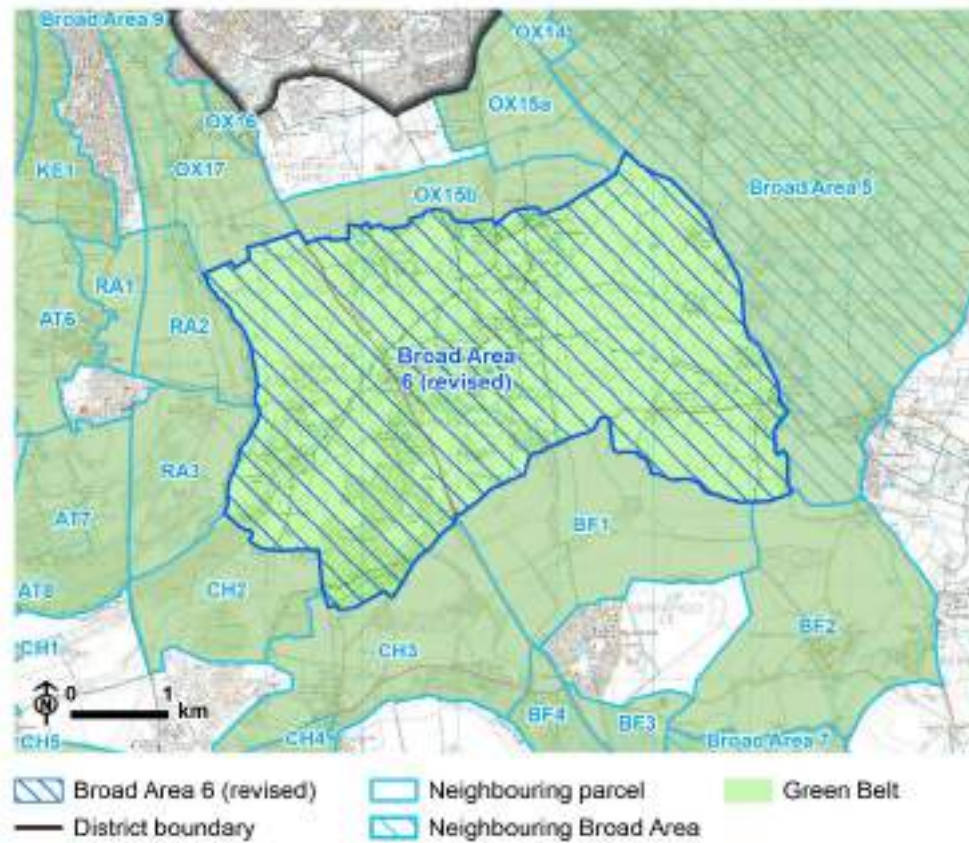 Broad Area 9
OX14
OX15a
OX16
KE1
OX17
OX15b
Broad Area 5
RA1
AT6
RA2
Broad Area
6 (revised)
RA3
AT7
BF1
AT8
CH2
BF2
CH1
CH3
N
0 1
km
BF4
BF3
CH5
CH4
Broad Area 7
Broad Area 6 (revised)
Neighbouring parcel
Green Belt
District boundary
Neighbouring Broad Area